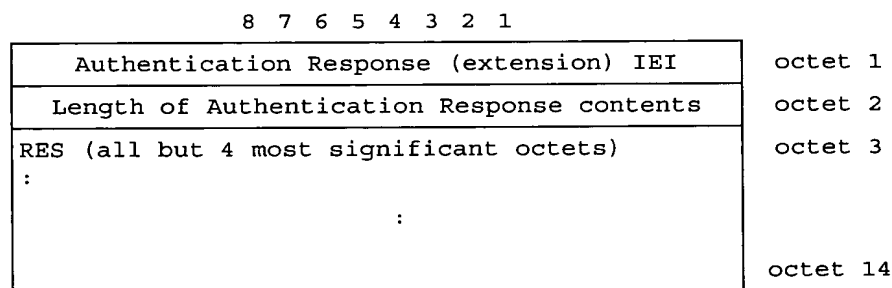 8 7 6 5 4 3 2 1
Authentication Response (extension) IEI octet 1
Length of Authentication Response contents octet 2
RES (all but 4 most significant octets) octet 3
:
:
octet 14